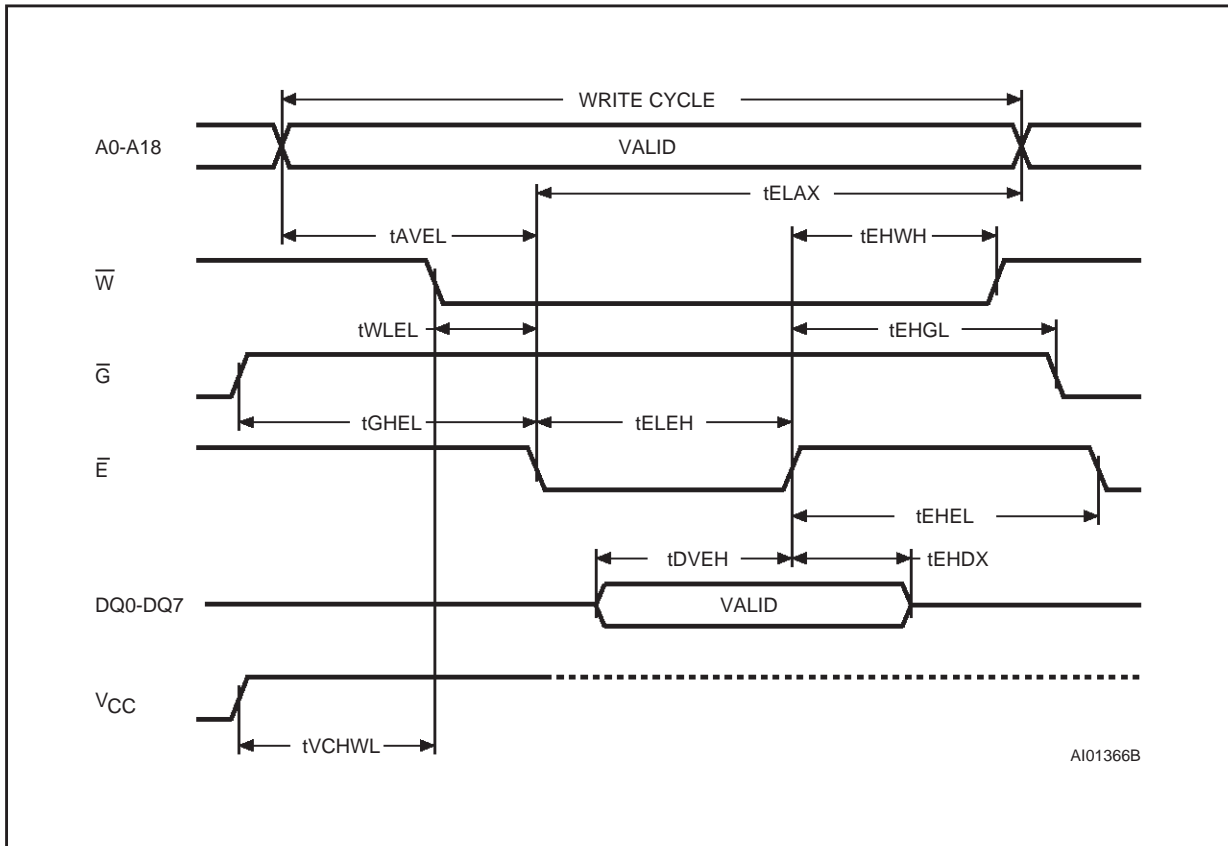 WRITE CYCLE
A0-A18
VALID
tELAX
tAVEL
tEHWH
W̅
tWLEL
tEHGL
G̅
tGHEL
tELEH
E̅
tEHEL
tDVEH
tEHDX
DQ0-DQ7
VALID
VCC
tVCHWL
AI01366B